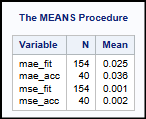 The MEANS Procedure
Variable N Mean
mae_fit 154 0.025
mae_acc 40 0.036
mse_fit 154 0.001
mse_acc 40 0.002